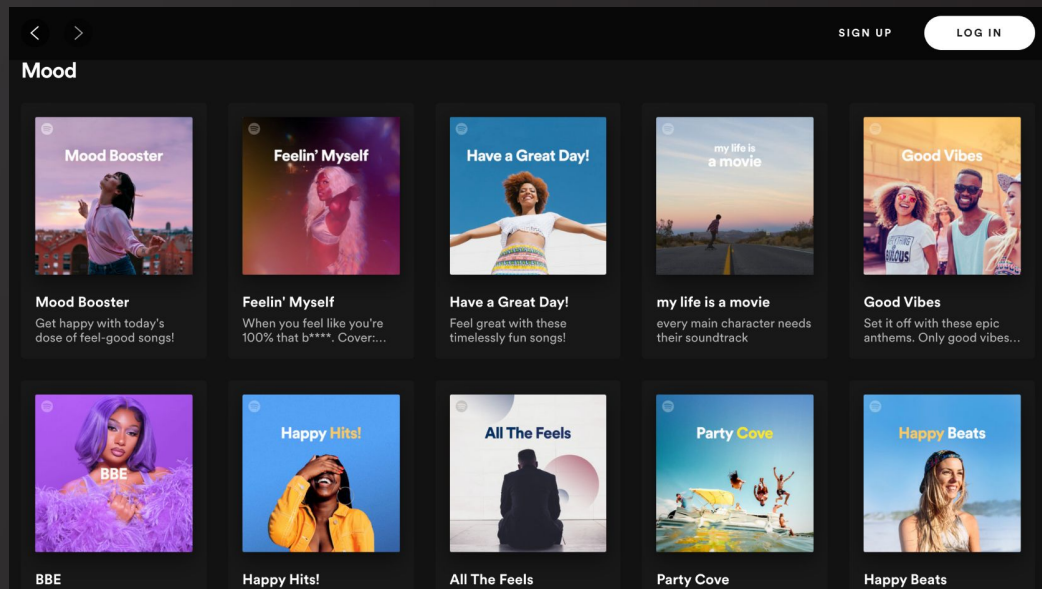 SIGN UP
LOG IN
Mood
Mood Booster
Feelin' Myself
Have a Great Day!
my life is
a movie
Good Vibes
Mood Booster
Get happy with today's
dose of feel-good songs!
Feelin' Myself
When you feel like you're
100% that b****. Cover:...
Have a Great Day!
Feel great with these
timelessly fun songs!
my life is a movie
every main character needs
their soundtrack
Good Vibes
Set it off with these epic
anthems. Only good vibes...
BBE
Happy Hits!
All The Feels
Party Cove
Happy Beats
BBE
Happy Hits!
All The Feels
Party Cove
Happy Beats